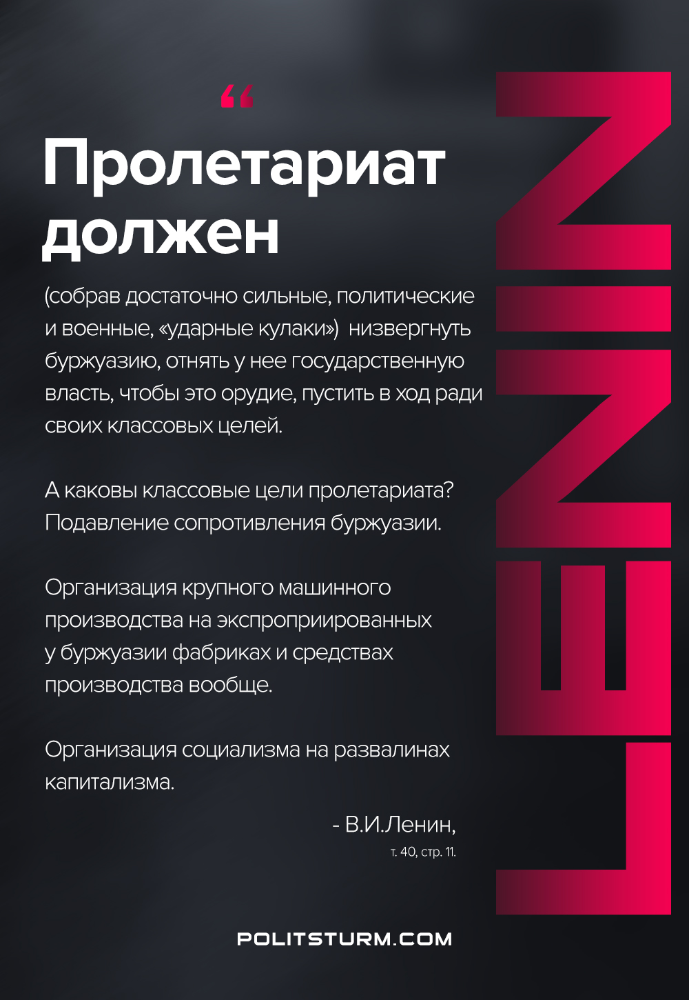 “
Пролетариат
должен
(собрав достаточно сильные, политические
и военные, «ударные кулаки») низвергнуть
буржуазию, отнять у нее государственную
власть, чтобы это орудие, пустить в ход ради
своих классовых целей.
А каковы классовые цели пролетариата?
Подавление сопротивления буржуазии.
Организация крупного машинного
производства на экспроприированных
у буржуазии фабриках и средствах
производства вообще.
Организация социализма на развалинах
капитализма.
- В.И.Ленин,
т. 40, стр. 11.
LENIN
POLITSTURM.COM